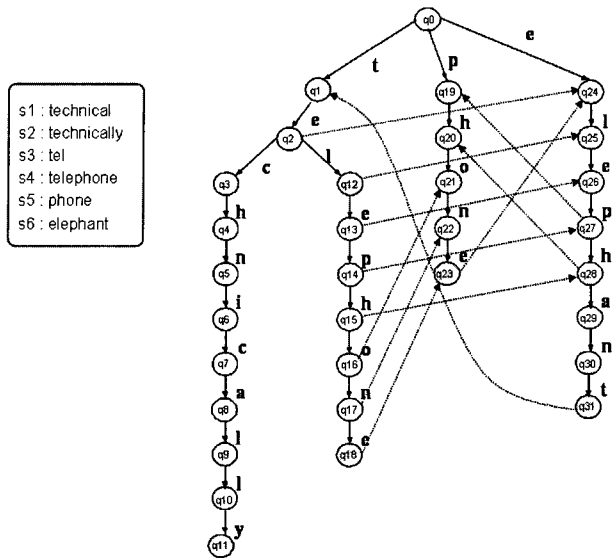 s1 : technical
s2 : technically
s3 : tel
s4 : telephone
s5 : phone
s6 : elephant
q0
t
p
e
q1
q19
q24
e
h
l
q2
q20
q25
c
l
o
e
q3
q12
q21
q26
h
e
n
p
q4
q13
q22
q27
n
p
e
h
q5
q14
q23
q28
i
h
a
q6
q15
q29
c
o
n
q7
q16
q30
a
n
t
q8
q17
q31
l
e
q9
q18
l
q10
y
q11